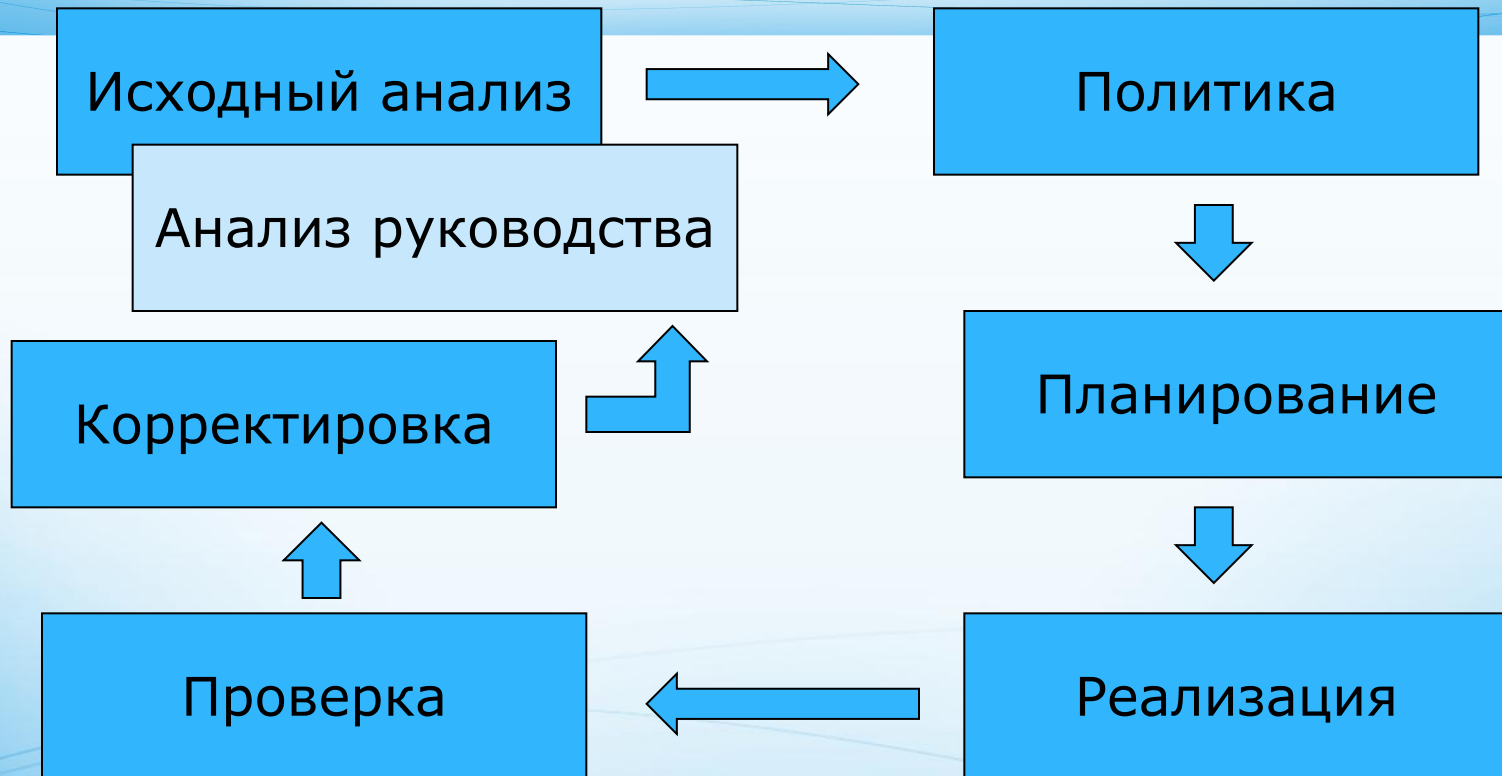 Исходный анализ
Политика
Анализ руководства
Планирование
Корректировка
Проверка
Реализация